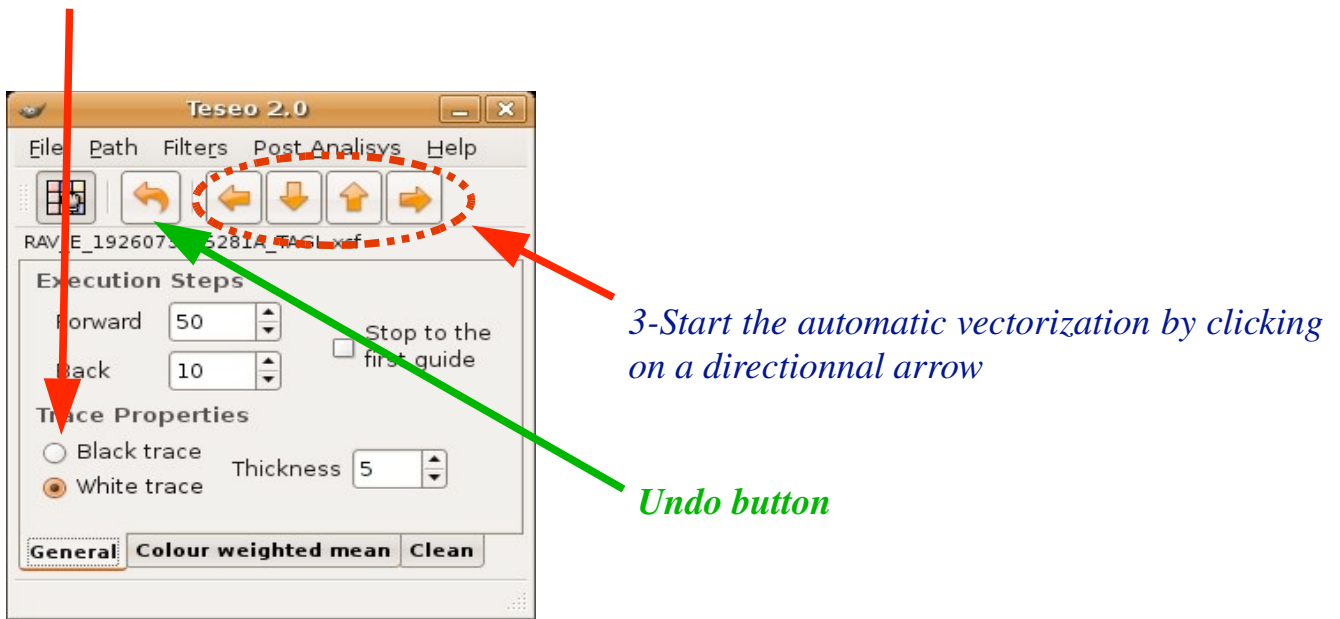 Teseo 2.0
File Path Filters Post Analisys Help
Execution Steps
Forward 50
Stop to the
first guide
Back 10
Trace Properties
Black trace
White trace
Thickness 5
General Colour weighted mean Clean
3-Start the automatic vectorization by clicking
on a directionnal arrow
Undo button